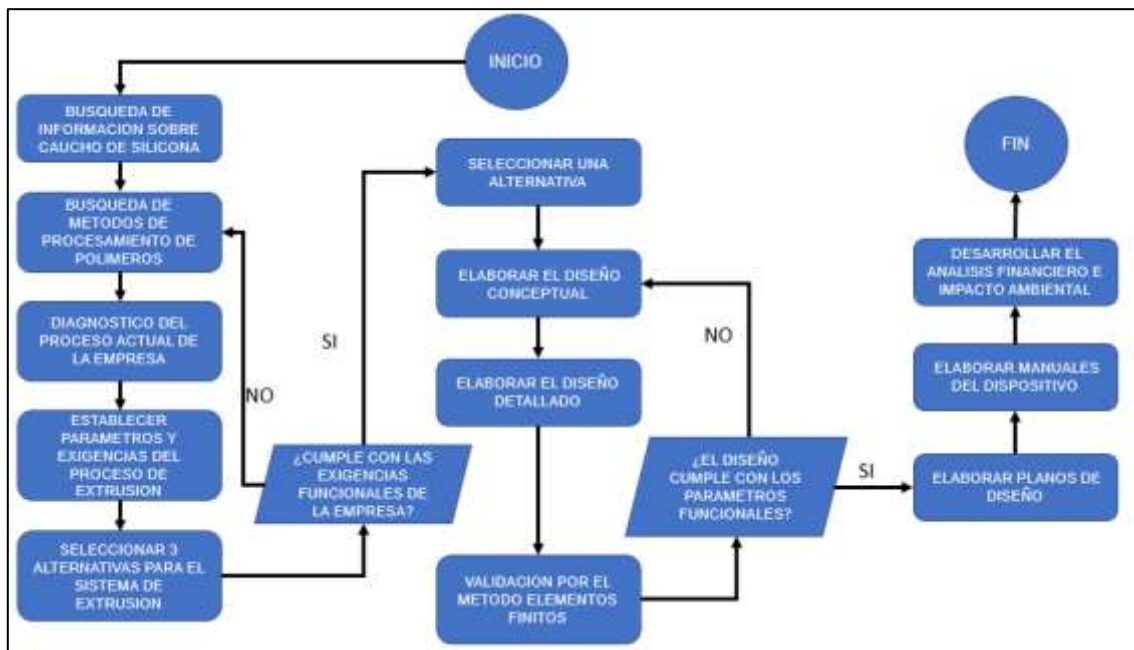 INICIO
BUSQUEDA DE
INFORMACION SOBRE
CAUCHO DE SILICONA
BUSQUEDA DE
METODOS DE
PROCESAMIENTO DE
POLIMEROS
DIAGNOSTICO DEL
PROCESO ACTUAL DE
LA EMPRESA
ESTABLECER
PARAMETROS Y
EXIGENCIAS DEL
PROCESO DE
EXTRUSION
SELECCIONAR 3
ALTERNATIVAS PARA EL
SISTEMA DE
EXTRUSION
¿CUMPLE CON LAS
EXIGENCIAS
FUNCIONALES DE
LA EMPRESA?
NO
SI
SELECCIONAR UNA
ALTERNATIVA
ELABORAR EL DISEÑO
CONCEPTUAL
ELABORAR EL DISEÑO
DETALLADO
VALIDACION POR EL
METODO ELEMENTOS
FINITOS
¿EL DISEÑO
CUMPLE CON LOS
PARAMETROS
FUNCIONALES?
NO
SI
ELABORAR PLANOS DE
DISEÑO
ELABORAR MANUALES
DEL DISPOSITIVO
DESARROLLAR EL
ANALISIS FINANCIERO E
IMPACTO AMBIENTAL
FIN